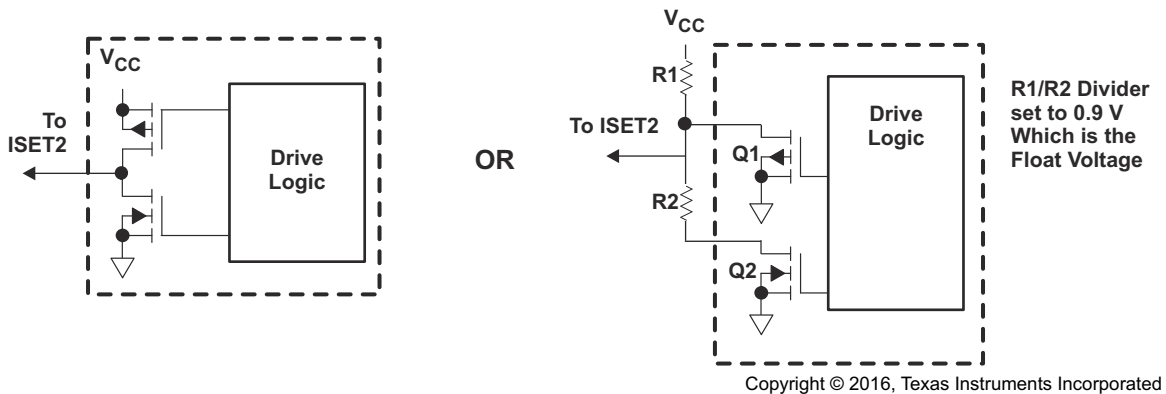 VCC
To
ISET2
Drive
Logic
OR
VCC
R1
To ISET2
Q1
R2
Q2
Drive
Logic
R1/R2 Divider
set to 0.9 V
Which is the
Float Voltage
Copyright © 2016, Texas Instruments Incorporated